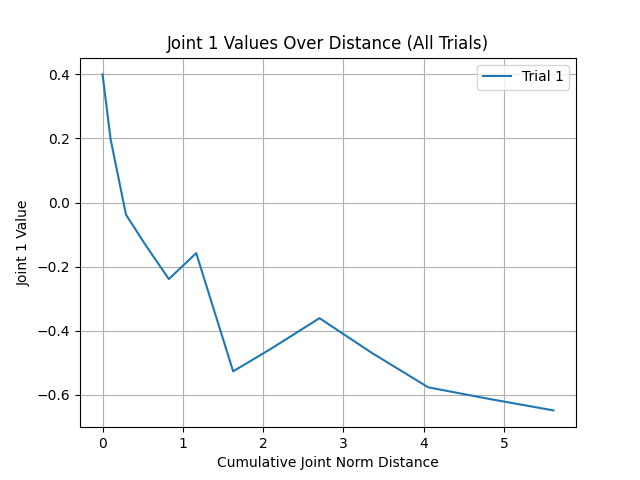 Joint 1 Values Over Distance (All Trials)
Trial 1
Joint 1 Value
0.4
0.2
0.0
−0.2
−0.4
−0.6
0 1 2 3 4 5
Cumulative Joint Norm Distance